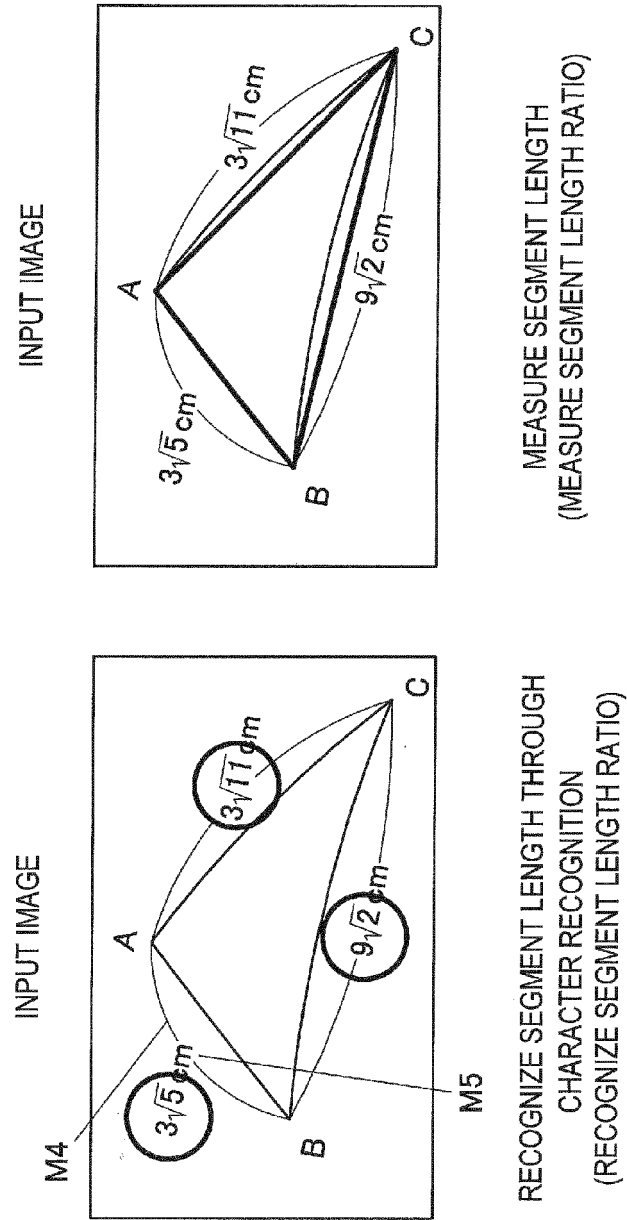 INPUT IMAGE
M4
3√5 cm
A
3√11 cm
B
C
9√2 cm
M5
RECOGNIZE SEGMENT LENGTH THROUGH
CHARACTER RECOGNITION
(RECOGNIZE SEGMENT LENGTH RATIO)
INPUT IMAGE
3√5 cm
A
3√11 cm
B
C
9√2 cm
MEASURE SEGMENT LENGTH
(MEASURE SEGMENT LENGTH RATIO)